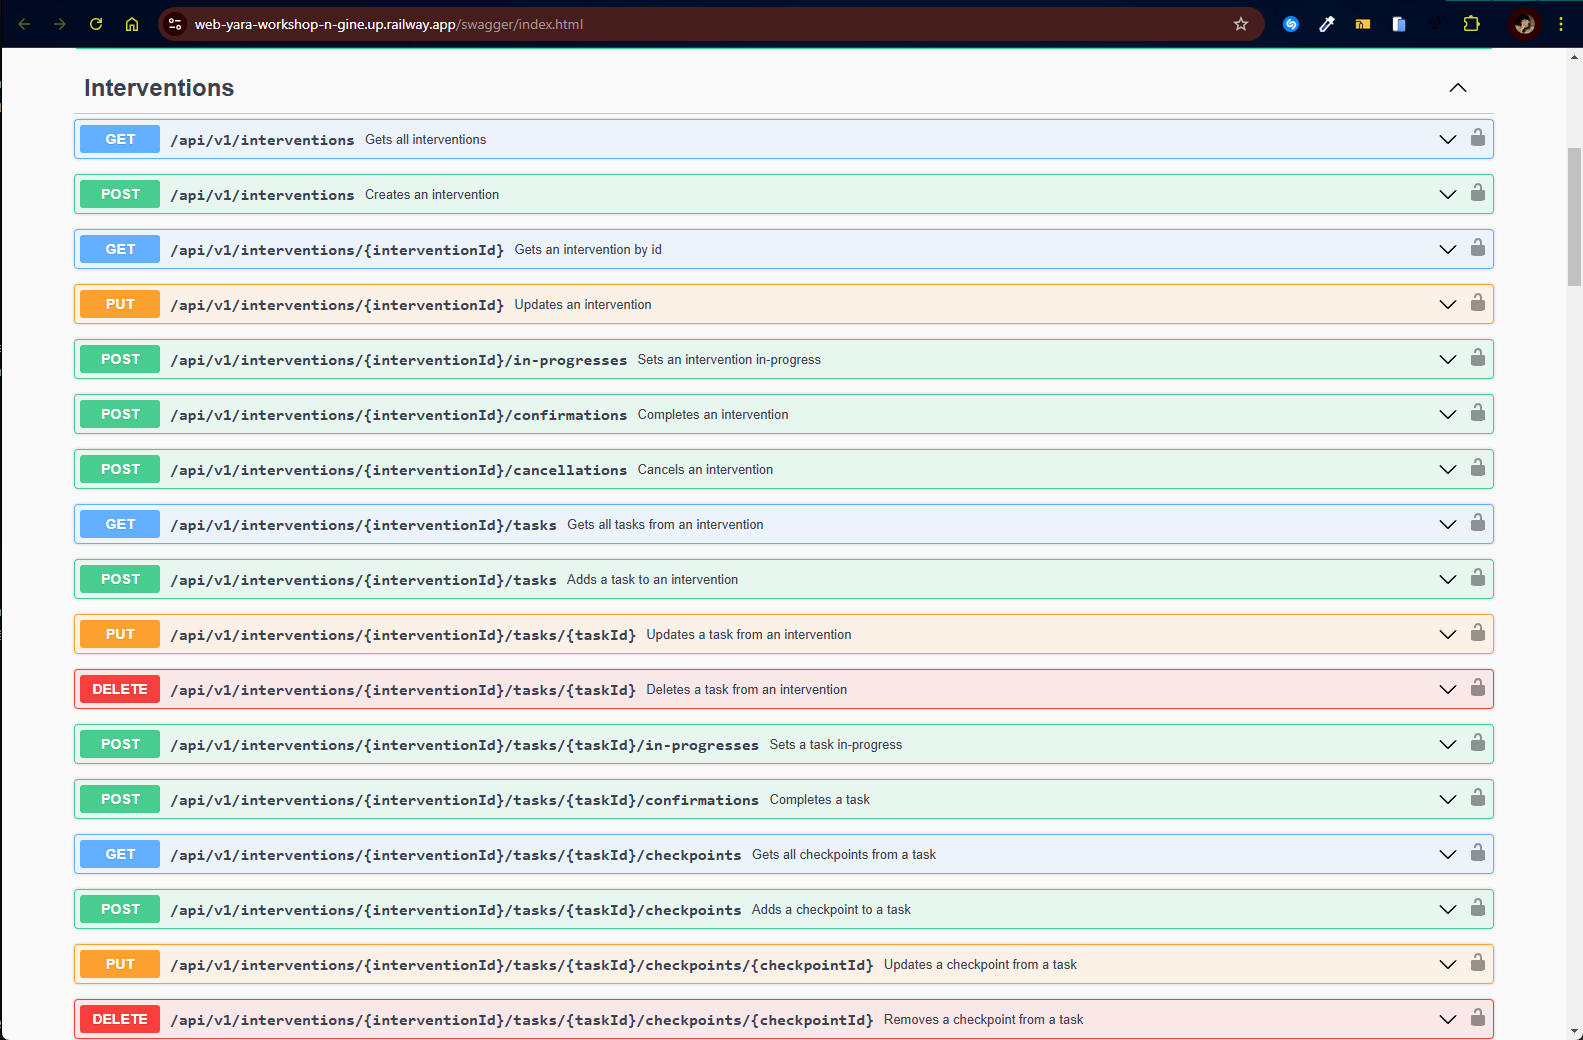 web-yara-workshop-n-gine.up.railway.app/swagger/index.html
Interventions
GET /api/v1/interventions Gets all interventions
POST /api/v1/interventions Creates an intervention
GET /api/v1/interventions/{interventionId} Gets an intervention by id
PUT /api/v1/interventions/{interventionId} Updates an intervention
POST /api/v1/interventions/{interventionId}/in-progresses Sets an intervention in-progress
POST /api/v1/interventions/{interventionId}/confirmations Completes an intervention
POST /api/v1/interventions/{interventionId}/cancellations Cancels an intervention
GET /api/v1/interventions/{interventionId}/tasks Gets all tasks from an intervention
POST /api/v1/interventions/{interventionId}/tasks Adds a task to an intervention
PUT /api/v1/interventions/{interventionId}/tasks/{taskId} Updates a task from an intervention
DELETE /api/v1/interventions/{interventionId}/tasks/{taskId} Deletes a task from an intervention
POST /api/v1/interventions/{interventionId}/tasks/{taskId}/in-progresses Sets a task in-progress
POST /api/v1/interventions/{interventionId}/tasks/{taskId}/confirmations Completes a task
GET /api/v1/interventions/{interventionId}/tasks/{taskId}/checkpoints Gets all checkpoints from a task
POST /api/v1/interventions/{interventionId}/tasks/{taskId}/checkpoints Adds a checkpoint to a task
PUT /api/v1/interventions/{interventionId}/tasks/{taskId}/checkpoints/{checkpointId} Updates a checkpoint from a task
DELETE /api/v1/interventions/{interventionId}/tasks/{taskId}/checkpoints/{checkpointId} Removes a checkpoint from a task